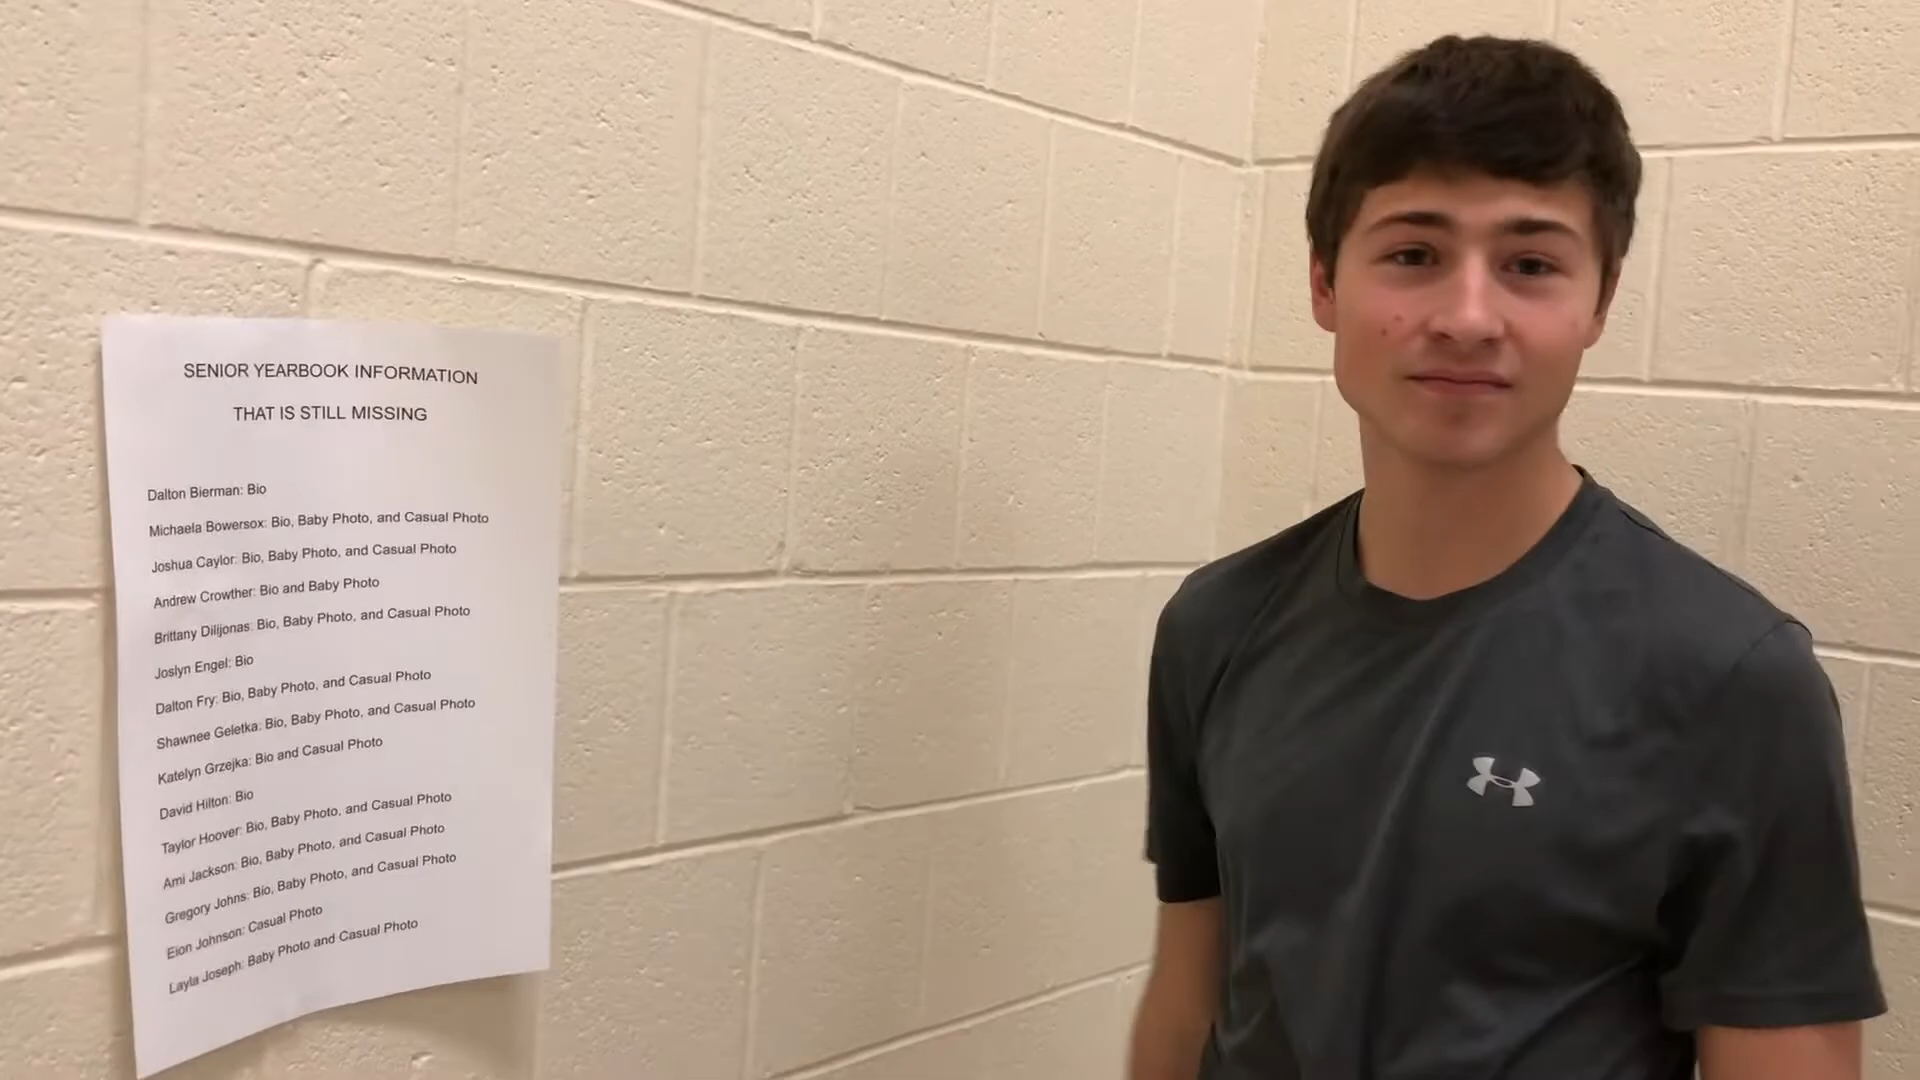 SENIOR YEARBOOK INFORMATION
THAT IS STILL MISSING
Dalton Bierman: Bio
Michaela Bowersox: Bio, Baby Photo, and Casual Photo
Joshua Caylor: Bio, Baby Photo, and Casual Photo
Andrew Crowther: Bio and Baby Photo
Brittany Dilijonas: Bio, Baby Photo, and Casual Photo
Joslyn Engel: Bio
Dalton Fry: Bio, Baby Photo, and Casual Photo
Shawnee Geletka: Bio, Baby Photo, and Casual Photo
Katelyn Grzejka: Bio and Casual Photo
David Hilton: Bio
Taylor Hoover: Bio, Baby Photo, and Casual Photo
Ami Jackson: Bio, Baby Photo, and Casual Photo
Gregory Johns: Bio, Baby Photo, and Casual Photo
Eion Johnson: Casual Photo
Layla Joseph: Baby Photo and Casual Photo